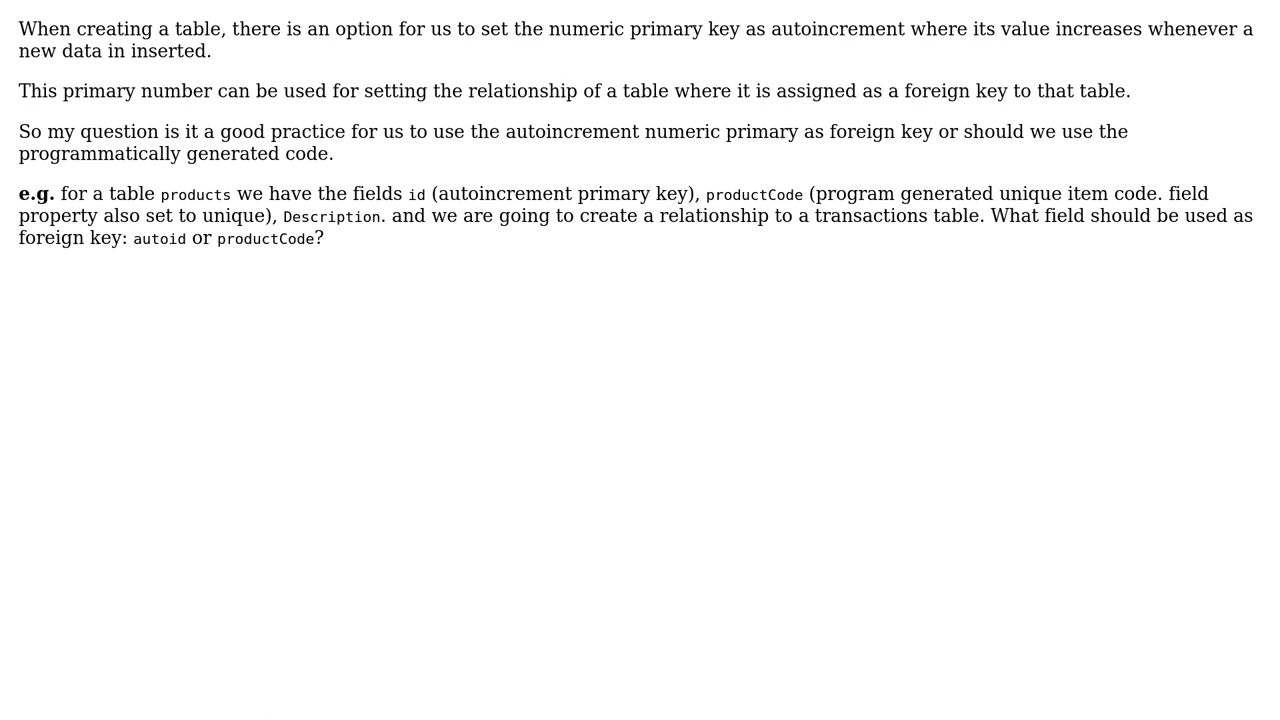 When creating a table, there is an option for us to set the numeric primary key as autoincrement where its value increases whenever a
new data in inserted.
This primary number can be used for setting the relationship of a table where it is assigned as a foreign key to that table.
So my question is it a good practice for us to use the autoincrement numeric primary as foreign key or should we use the
programmatically generated code.
e.g. for a table products we have the fields id (autoincrement primary key), productCode (program generated unique item code. field
property also set to unique), Description. and we are going to create a relationship to a transactions table. What field should be used as
foreign key: autoid or productCode?